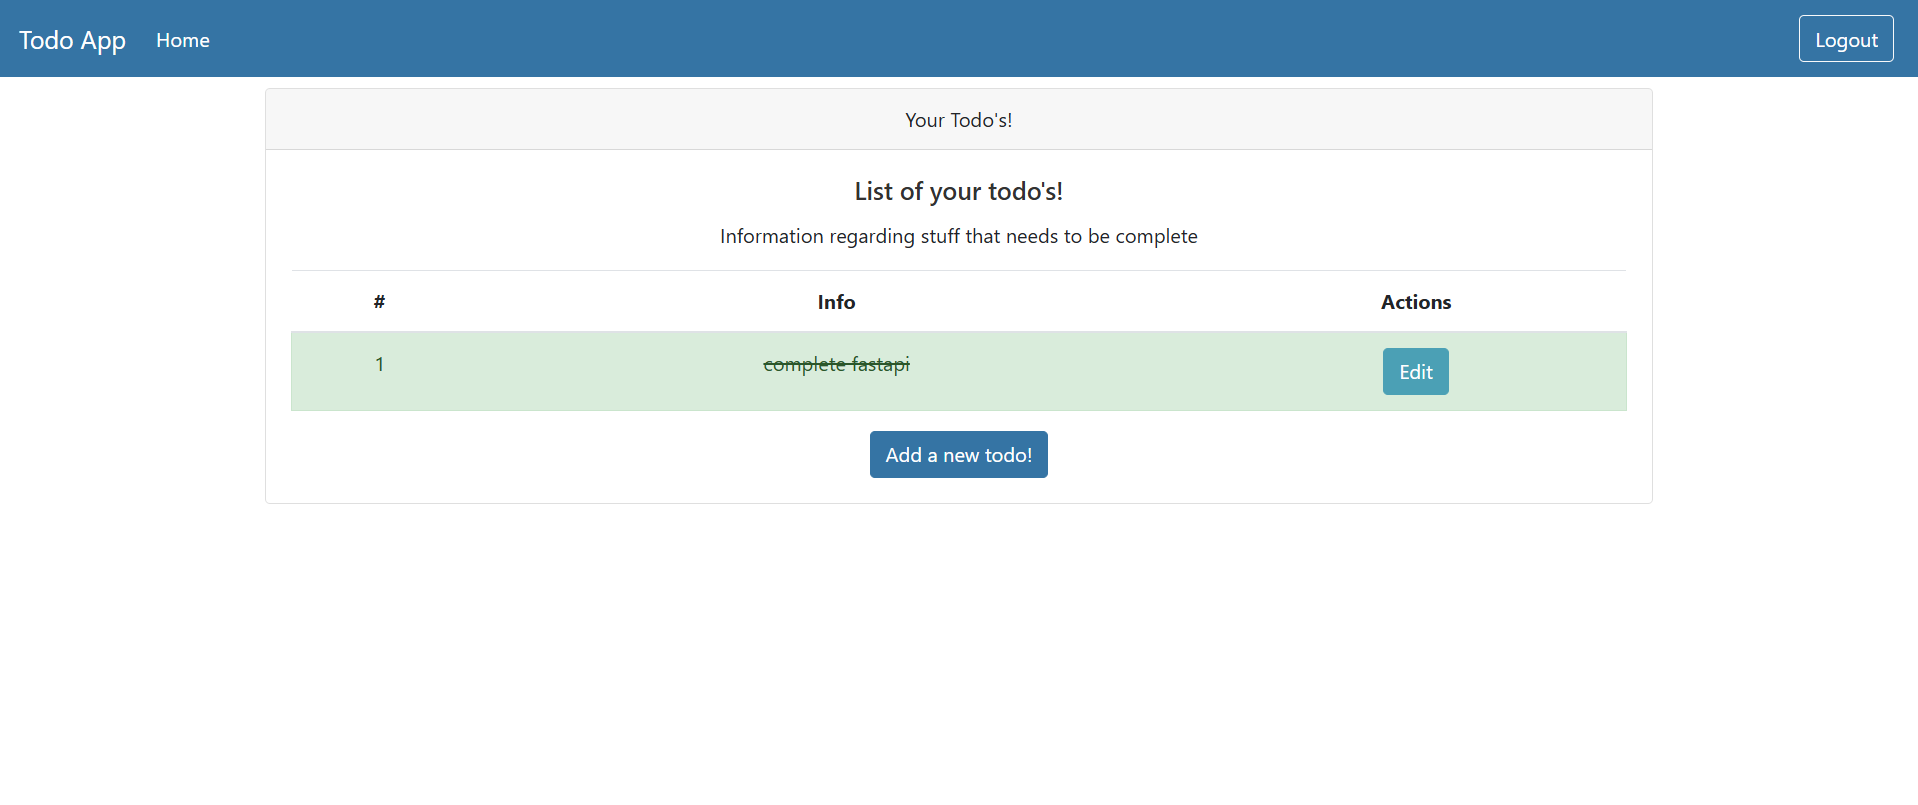 Todo App Home Logout
Your Todo's!
List of your todo's!
Information regarding stuff that needs to be complete
# Info Actions
1 complete fastapi Edit
Add a new todo!